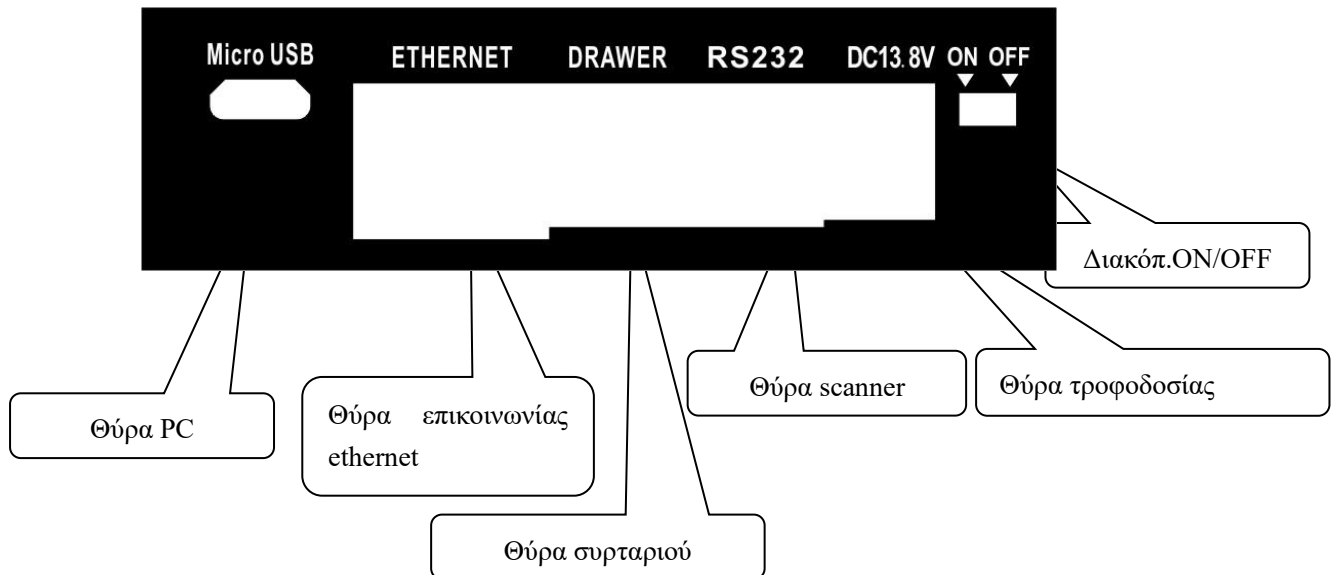 Micro USB ETHERNET DRAWER RS232 DC13.8V ON OFF
Διακόπ.ON/OFF
Θύρα PC
Θύρα επικοινωνίας
ethernet
Θύρα scanner
Θύρα τροφοδοσίας
Θύρα συρταριού